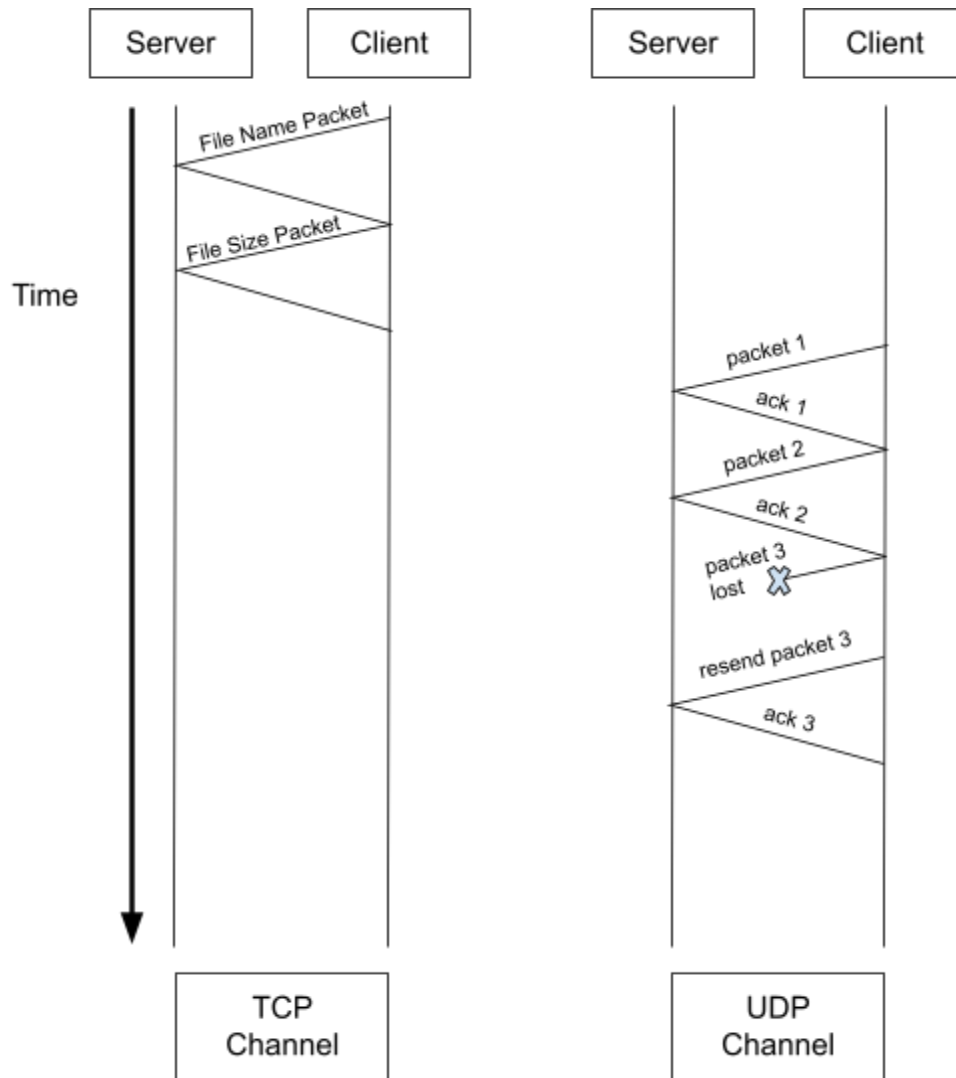 Server
Client
Server
Client
File Name Packet
File Size Packet
Time
packet 1
ack 1
packet 2
ack 2
packet 3
lost
resend packet 3
ack 3
TCP
Channel
UDP
Channel